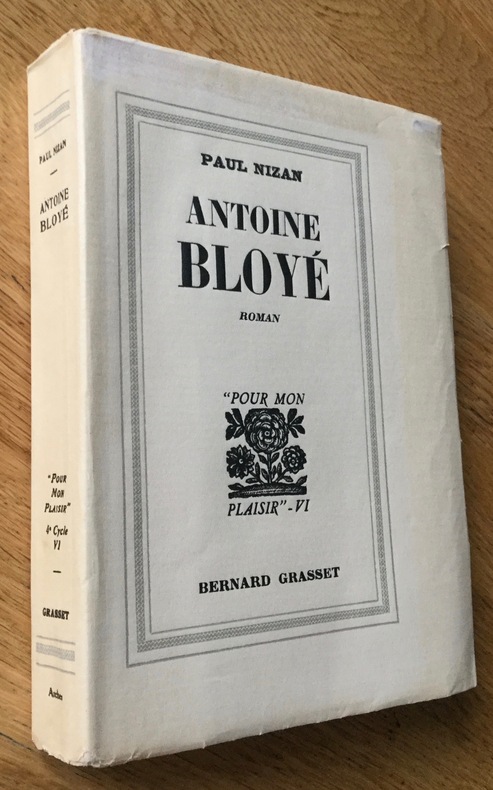 PAUL NIZAN
ANTOINE
BLOYÉ
ROMAN
"POUR MON
PLAISIR"-VI
BERNARD GRASSET
PAUL NIZAN
ANTOINE
BLOYÉ
"POUR
MON
PLAISIR"
4e Cycle
VI
GRASSET
Arches